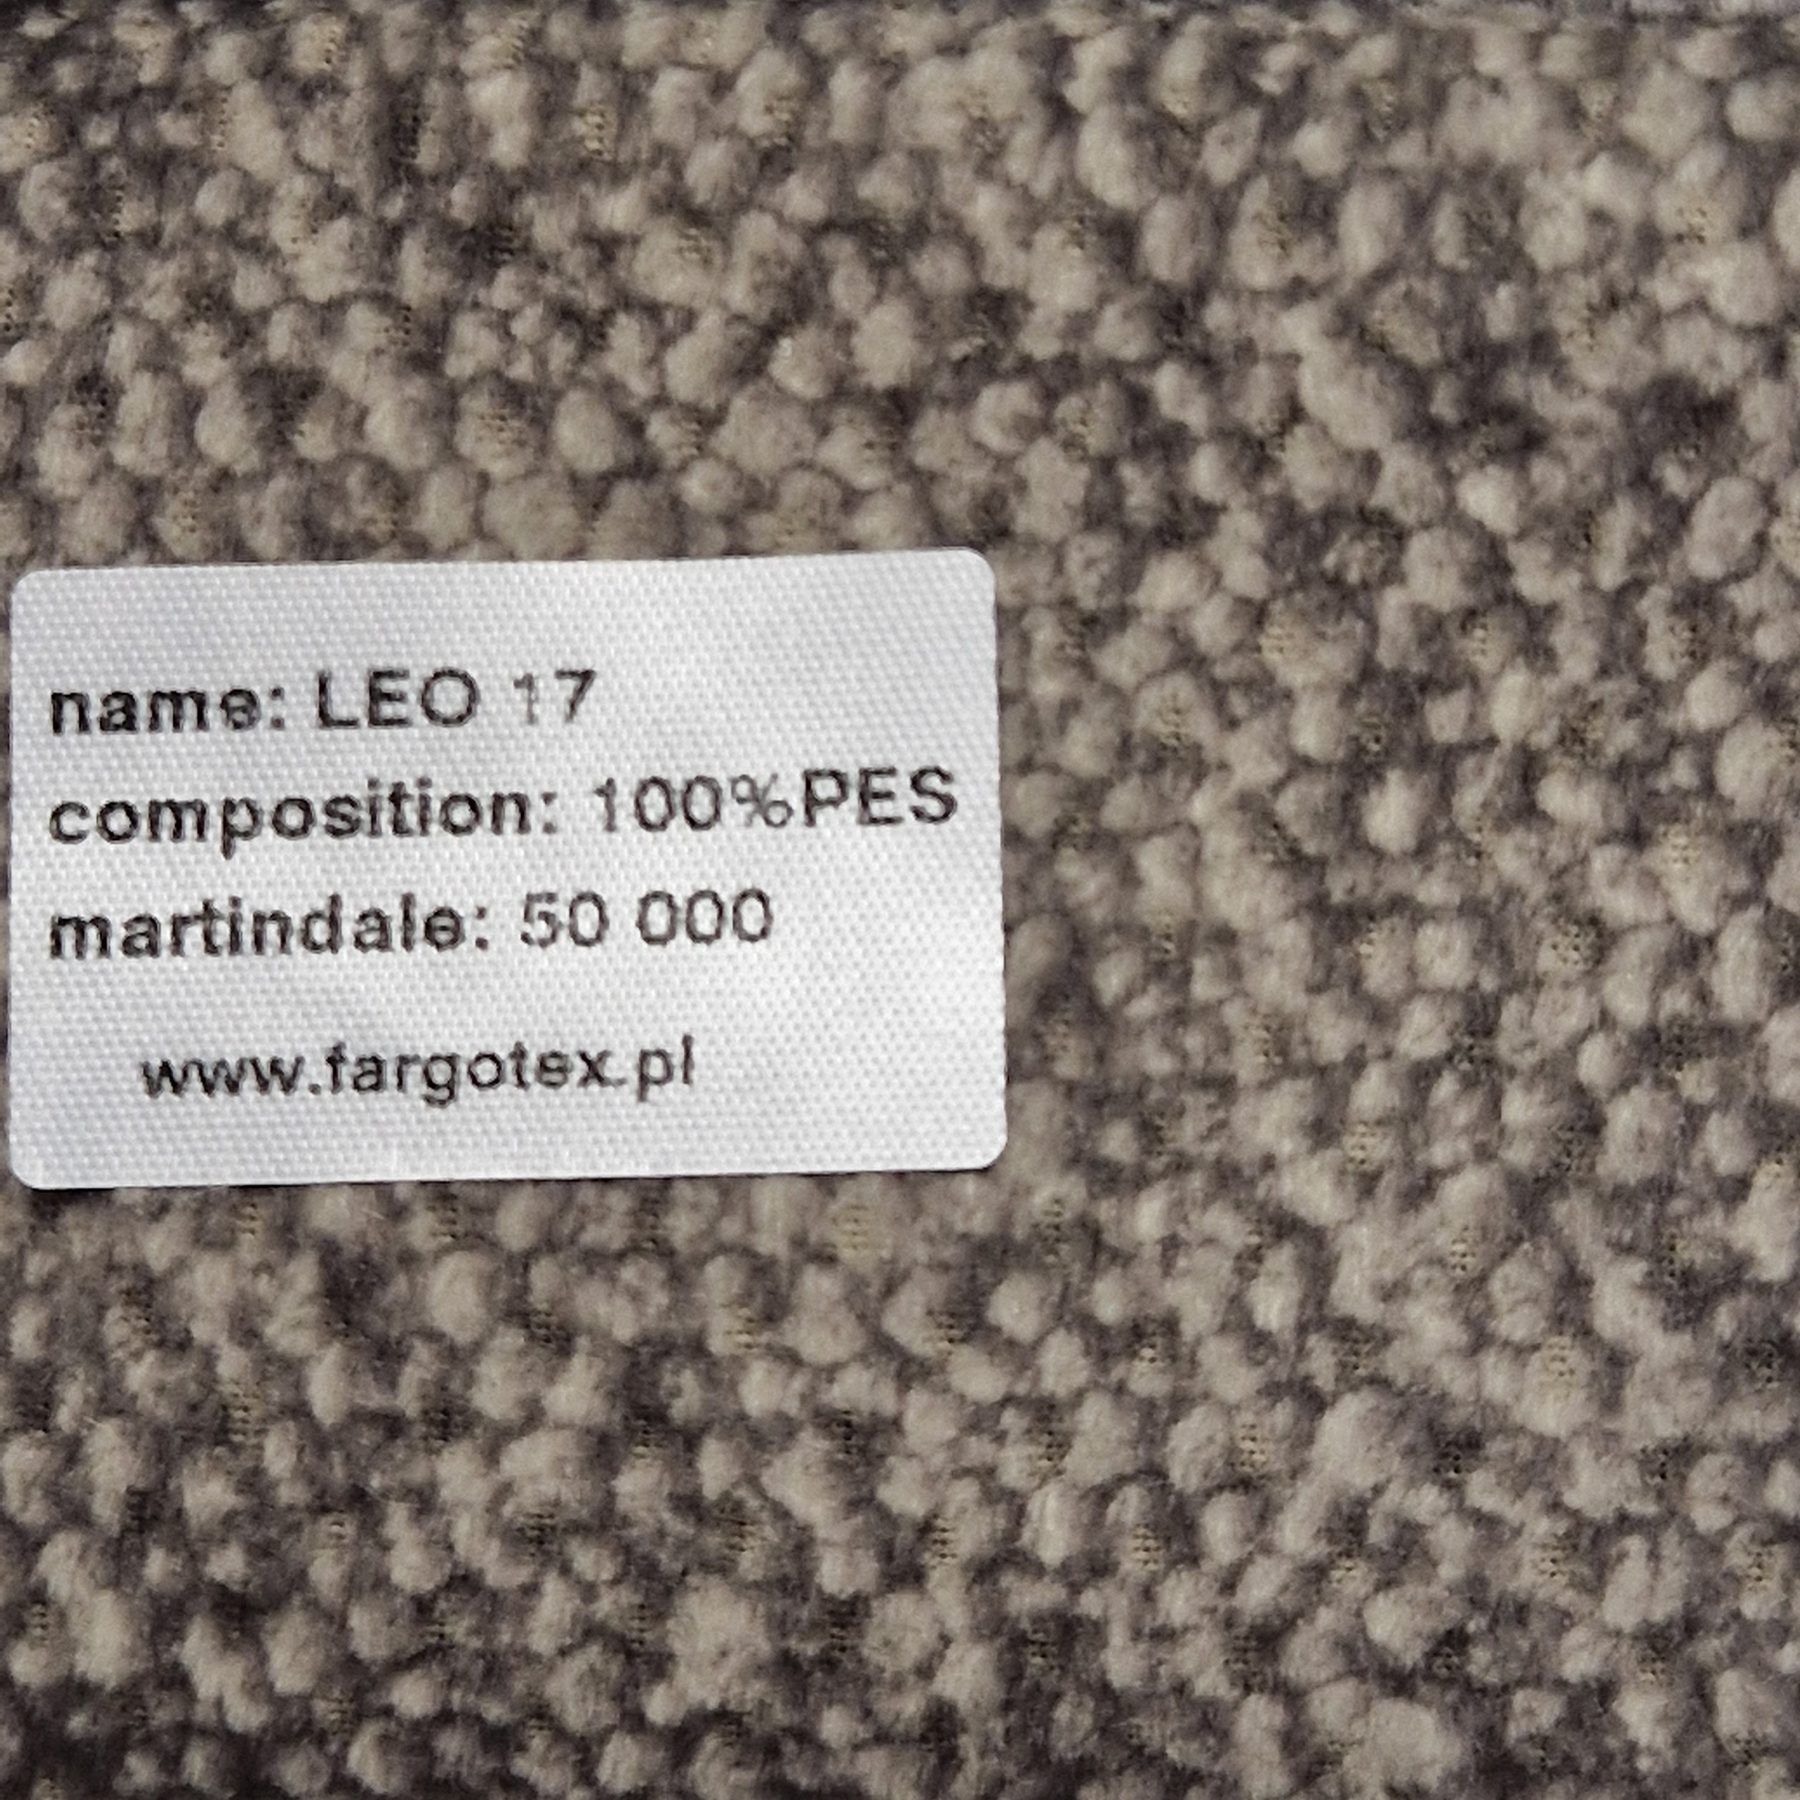 name: LEO 17
composition: 100%PES
martindale: 50 000
www.fargotex.pl